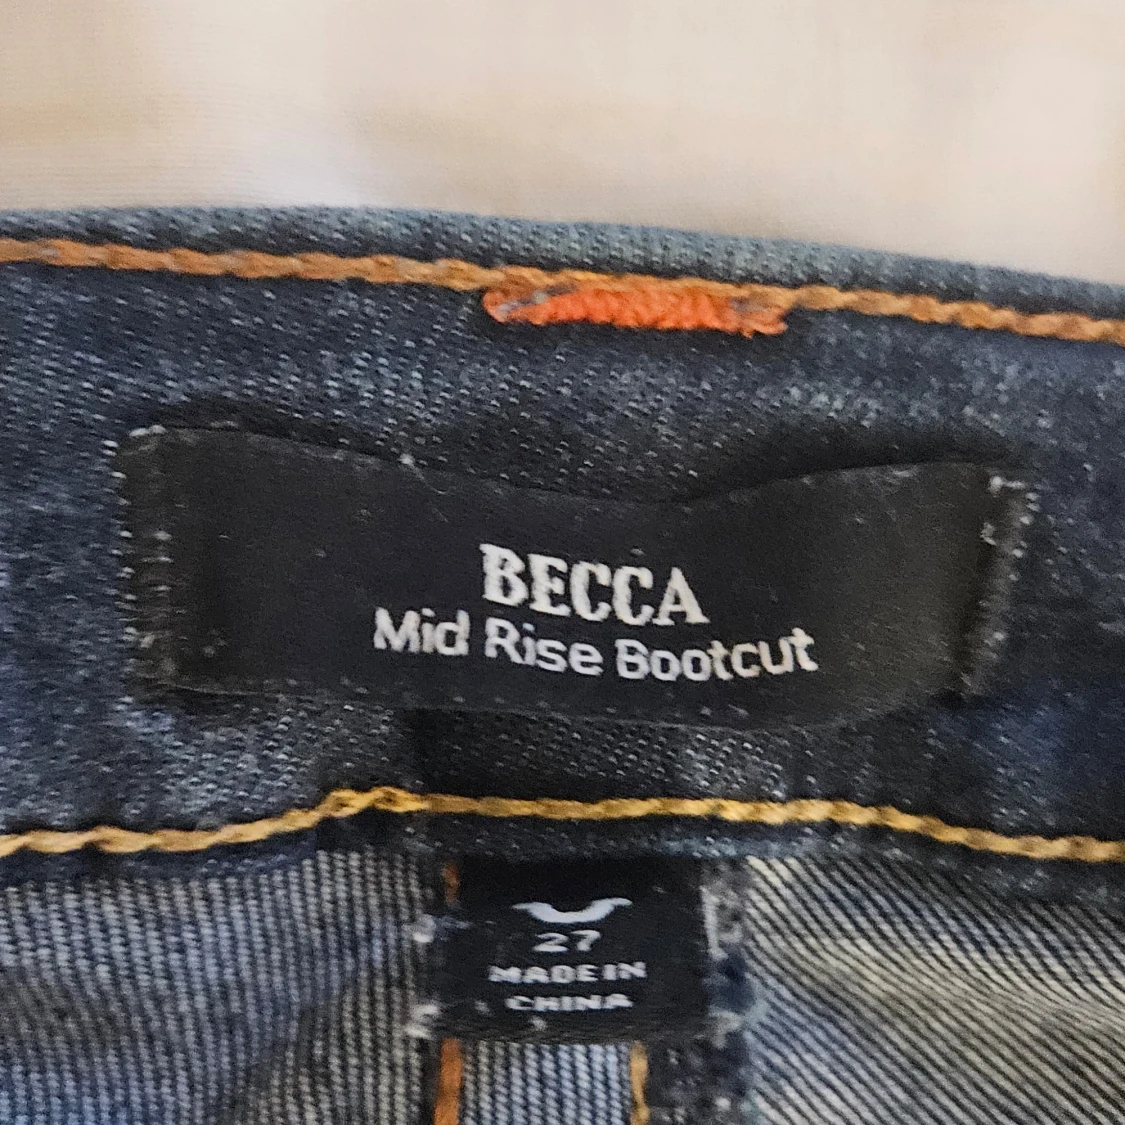 BECCA
Mid Rise Bootcut
27
MADE IN
CHINA